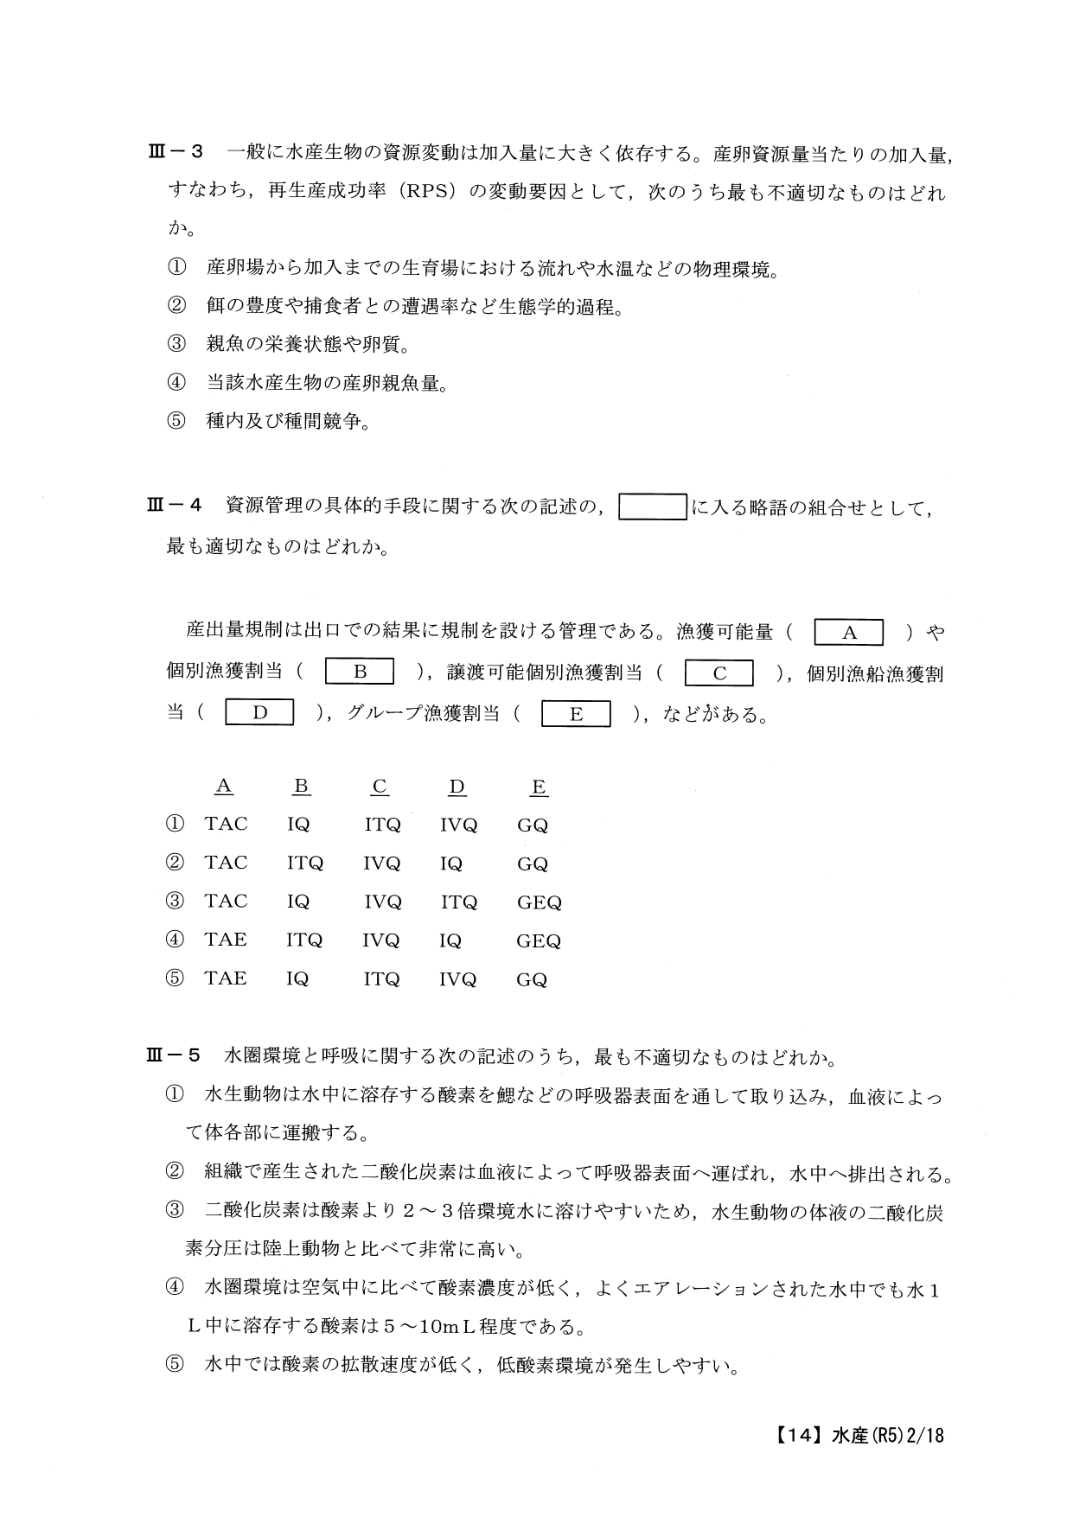 Ⅲ－3　一般に水産生物の資源変動は加入量に大きく依存する。産卵資源量当たりの加入量，
すなわち，再生産成功率（RPS）の変動要因として，次のうち最も不適切なものはどれ
か。
①　産卵場から加入までの生育場における流れや水温などの物理環境。
②　餌の豊度や捕食者との遭遇率など生態学的過程。
③　親魚の栄養状態や卵質。
④　当該水産生物の産卵親魚量。
⑤　種内及び種間競争。
Ⅲ－4　資源管理の具体的手段に関する次の記述の，　　　に入る略語の組合せとして，
最も適切なものはどれか。
産出量規制は出口での結果に規制を設ける管理である。漁獲可能量（ A ）や
個別漁獲割当（ B ），譲渡可能個別漁獲割当（ C ），個別漁船漁獲割
当（ D ），グループ漁獲割当（ E ），などがある。
A　B　C　D　E
①　TAC　IQ　ITQ　IVQ　GQ
②　TAC　ITQ　IVQ　IQ　GQ
③　TAC　IQ　IVQ　ITQ　GEQ
④　TAE　ITQ　IVQ　IQ　GEQ
⑤　TAE　IQ　ITQ　IVQ　GQ
Ⅲ－5　水圏環境と呼吸に関する次の記述のうち，最も不適切なものはどれか。
①　水生動物は水中に溶存する酸素を鰓などの呼吸器表面を通して取り込み，血液によっ
て体各部に運搬する。
②　組織で産生された二酸化炭素は血液によって呼吸器表面へ運ばれ，水中へ排出される。
③　二酸化炭素は酸素より２～３倍環境水に溶けやすいため，水生動物の体液の二酸化炭
素分圧は陸上動物と比べて非常に高い。
④　水圏環境は空気中に比べて酸素濃度が低く，よくエアレーションされた水中でも水１
Ｌ中に溶存する酸素は５～10mＬ程度である。
⑤　水中では酸素の拡散速度が低く，低酸素環境が発生しやすい。
【14】水産(R5)2/18